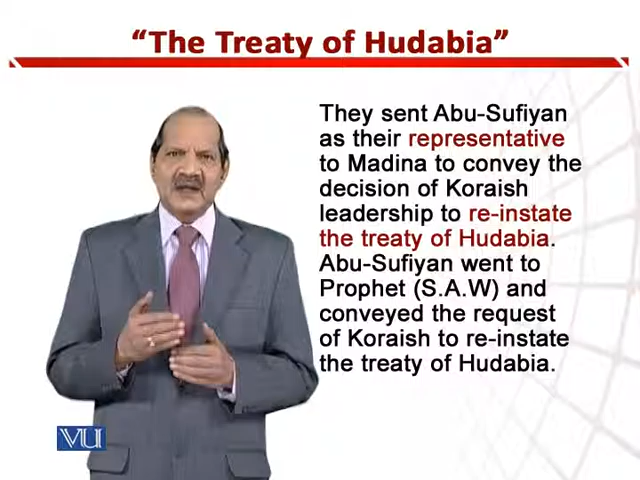 “The Treaty of Hudabia”
They sent Abu-Sufiyan
as their representative
to Madina to convey the
decision of Koraish
leadership to re-instate
the treaty of Hudabia.
Abu-Sufiyan went to
Prophet (S.A.W) and
conveyed the request
of Koraish to re-instate
the treaty of Hudabia.
VU